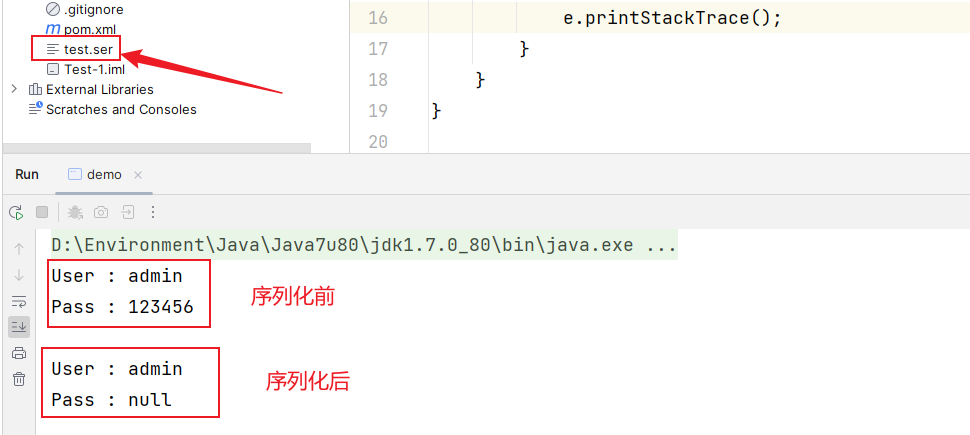 .gitignore
pom.xml
test.ser
Test-1.iml
External Libraries
Scratches and Consoles
16 e.printStackTrace();
17 }
18 }
19 }
20
Run demo
D:\Environment\Java\Java7u80\jdk1.7.0_80\bin\java.exe ...
User : admin
Pass : 123456
序列化前
User : admin
Pass : null
序列化后